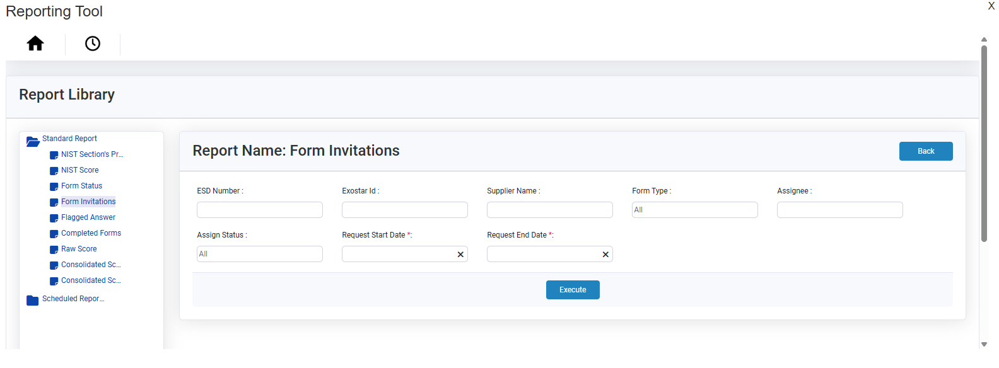 Reporting Tool
X
Report Library
Standard Report
NIST Section's Pr...
NIST Score
Form Status
Form Invitations
Flagged Answer
Completed Forms
Raw Score
Consolidated Sc...
Consolidated Sc...
Scheduled Repor...
Report Name: Form Invitations
Back
ESD Number :
Exostar Id :
Supplier Name :
Form Type :
Assignee :
All
Assign Status :
Request Start Date *:
Request End Date *:
All
Execute